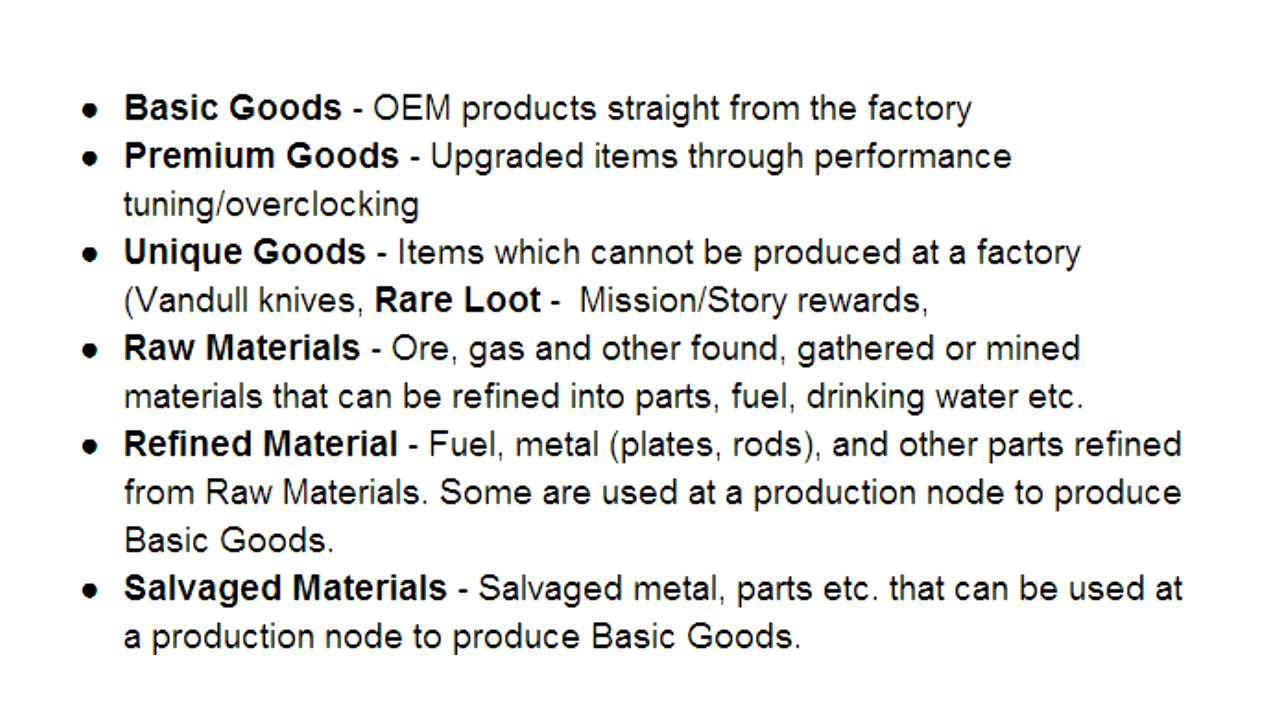 ● Basic Goods - OEM products straight from the factory
● Premium Goods - Upgraded items through performance
tuning/overclocking
● Unique Goods - Items which cannot be produced at a factory
(Vandull knives, Rare Loot -  Mission/Story rewards,
● Raw Materials - Ore, gas and other found, gathered or mined
materials that can be refined into parts, fuel, drinking water etc.
● Refined Material - Fuel, metal (plates, rods), and other parts refined
from Raw Materials. Some are used at a production node to produce
Basic Goods.
● Salvaged Materials - Salvaged metal, parts etc. that can be used at
a production node to produce Basic Goods.